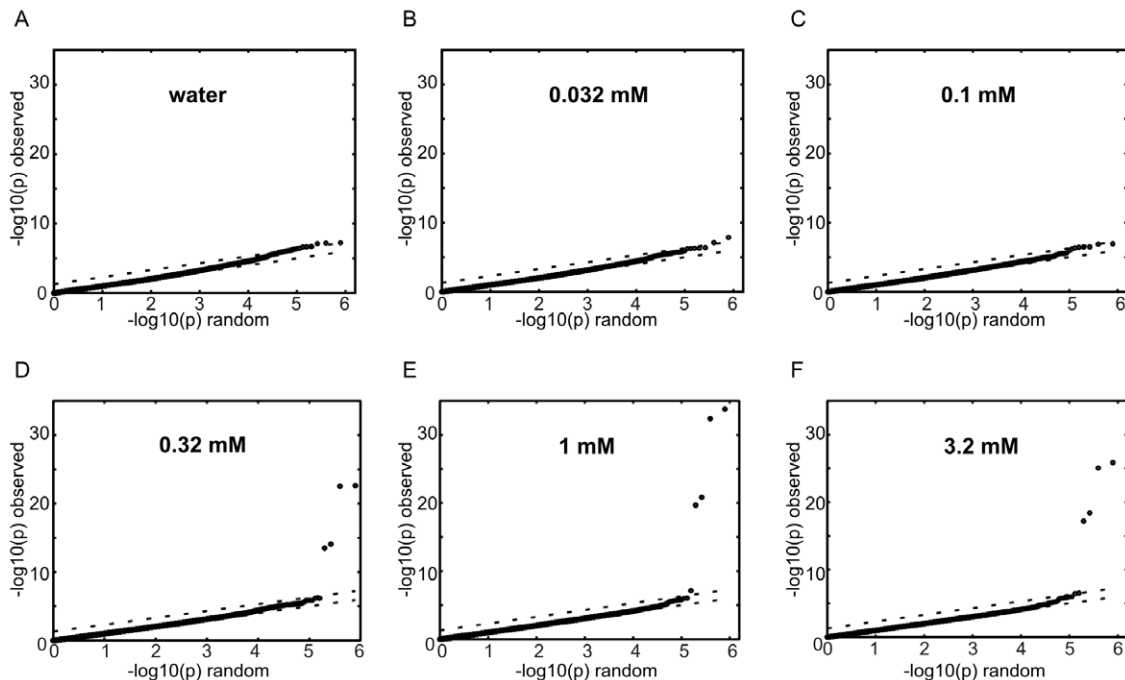 A
-log10(p) observed
30
20
10
0
water
0 1 2 3 4 5 6
-log10(p) random
B
-log10(p) observed
30
20
10
0
0.032 mM
0 1 2 3 4 5 6
-log10(p) random
C
-log10(p) observed
30
20
10
0
0.1 mM
0 1 2 3 4 5 6
-log10(p) random
D
-log10(p) observed
30
20
10
0
0.32 mM
0 1 2 3 4 5 6
-log10(p) random
E
-log10(p) observed
30
20
10
0
1 mM
0 1 2 3 4 5 6
-log10(p) random
F
-log10(p) observed
30
20
10
0
3.2 mM
0 1 2 3 4 5 6
-log10(p) random